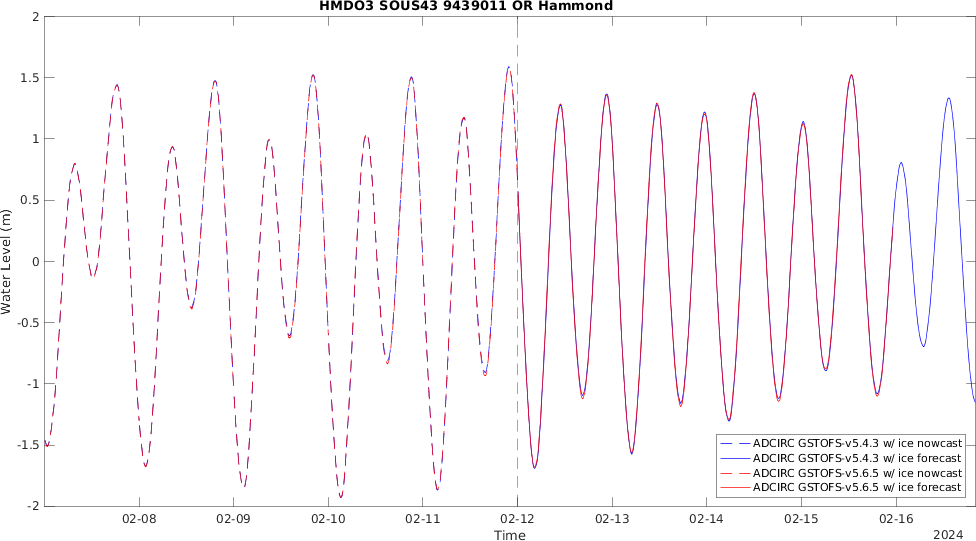 HMDO3 SOUS43 9439011 OR Hammond
2
1.5
1
0.5
0
-0.5
-1
-1.5
-2
Water Level (m)
ADCIRC GSTOFS-v5.4.3 w/ ice nowcast
ADCIRC GSTOFS-v5.4.3 w/ ice forecast
ADCIRC GSTOFS-v5.6.5 w/ ice nowcast
ADCIRC GSTOFS-v5.6.5 w/ ice forecast
02-08 02-09 02-10 02-11 02-12 02-13 02-14 02-15 02-16
Time
2024